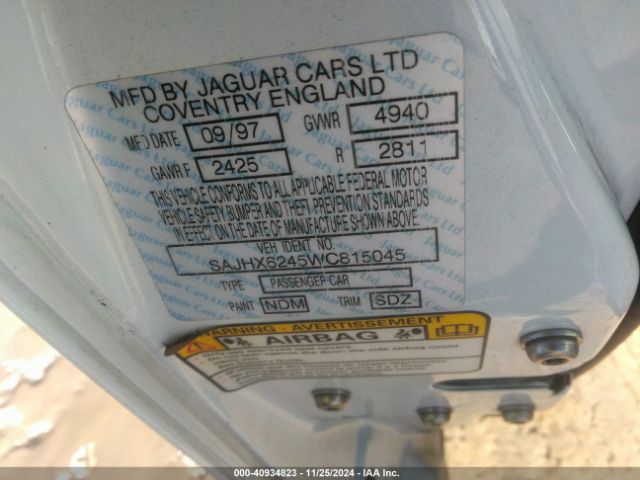 MFD BY JAGUAR CARS LTD
COVENTRY ENGLAND
MFD DATE 09/97 GVWR 4940
GAWR F 2425 R 2811
THIS VEHICLE CONFORMS TO ALL APPLICABLE FEDERAL MOTOR
VEHICLE SAFETY BUMPER AND THEFT PREVENTION STANDARDS
IN EFFECT ON THE DATE OF MANUFACTURE SHOWN ABOVE
VEH IDENT NO.
SAJHX6245WC815045
TYPE PASSENGER CAR
PAINT NDM TRIM SDZ
WARNING - AVERTISSEMENT
AIRBAG
000-40934823 - 11/25/2024 - IAA Inc.